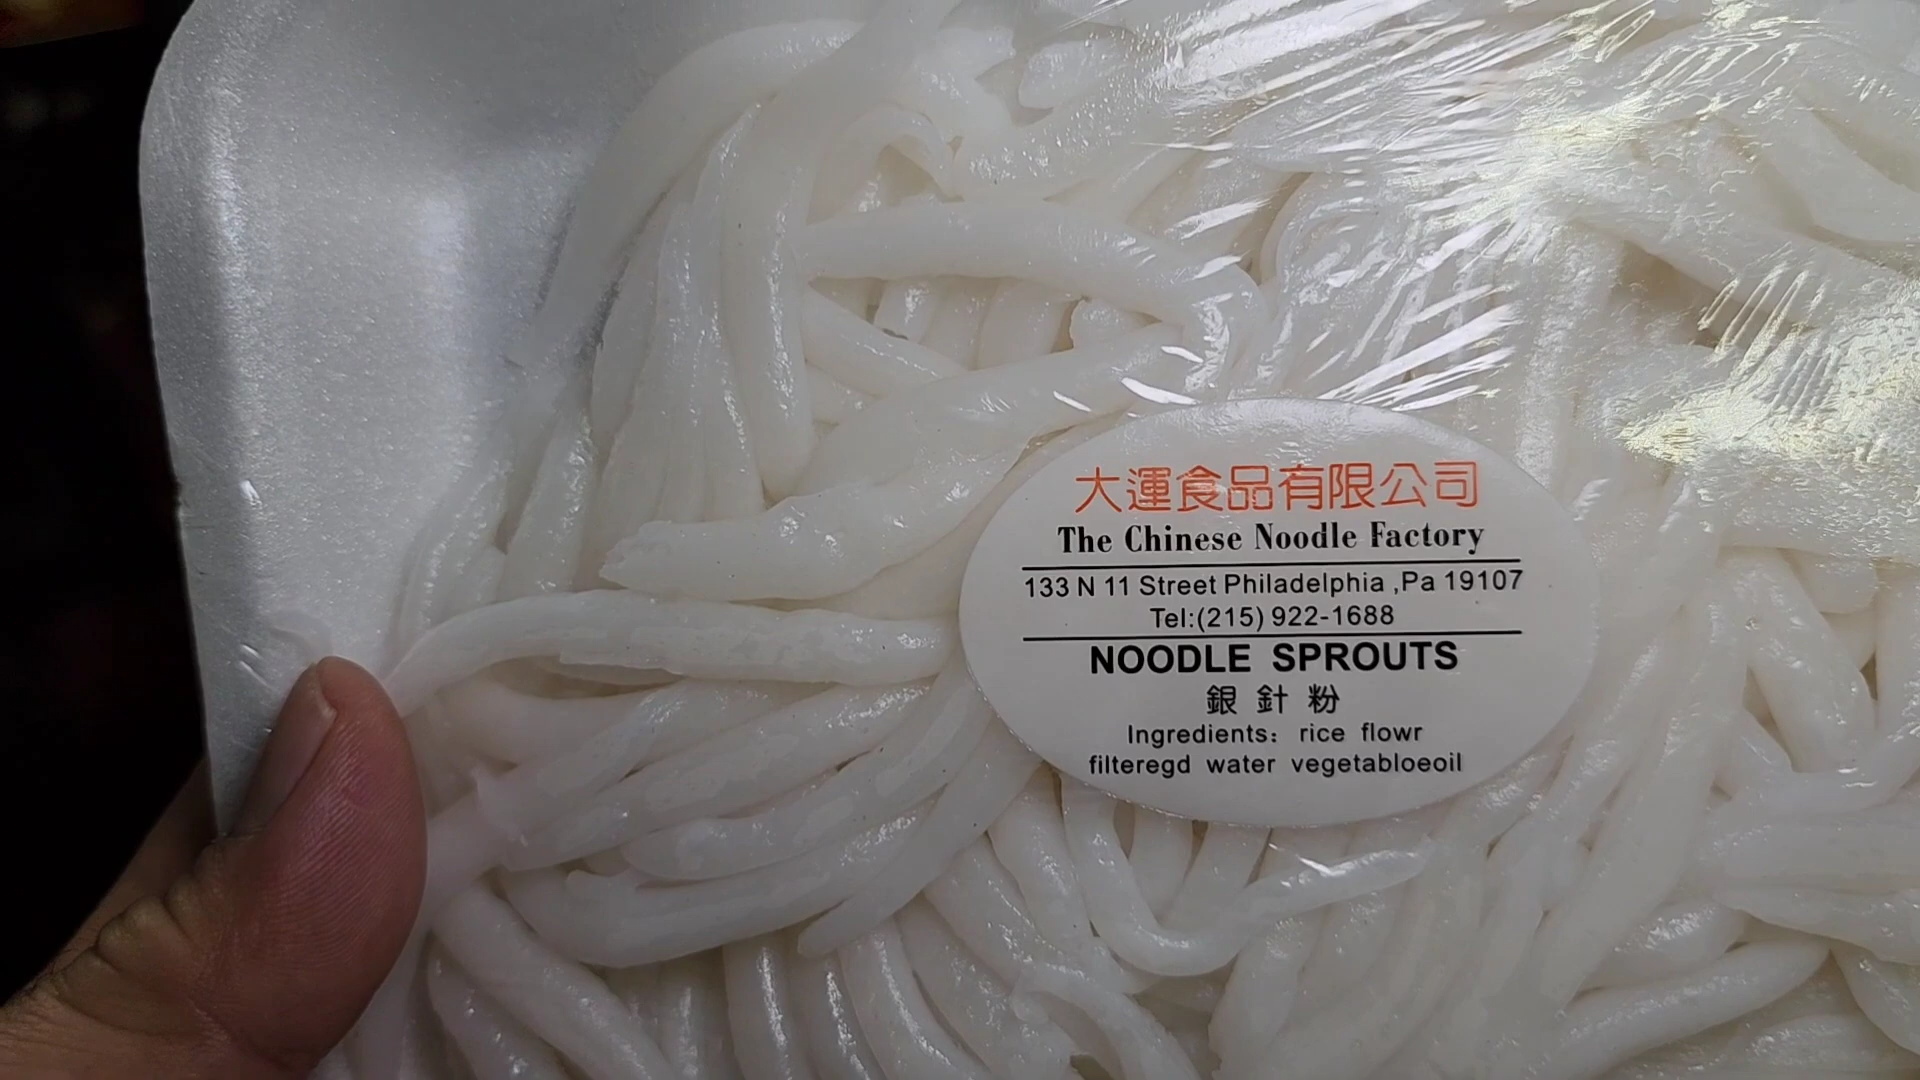 大運食品有限公司
The Chinese Noodle Factory
133 N 11 Street Philadelphia ,Pa 19107
Tel:(215) 922-1688
NOODLE SPROUTS
銀針粉
Ingredients: rice flowr
filteregd water vegetabloeoil